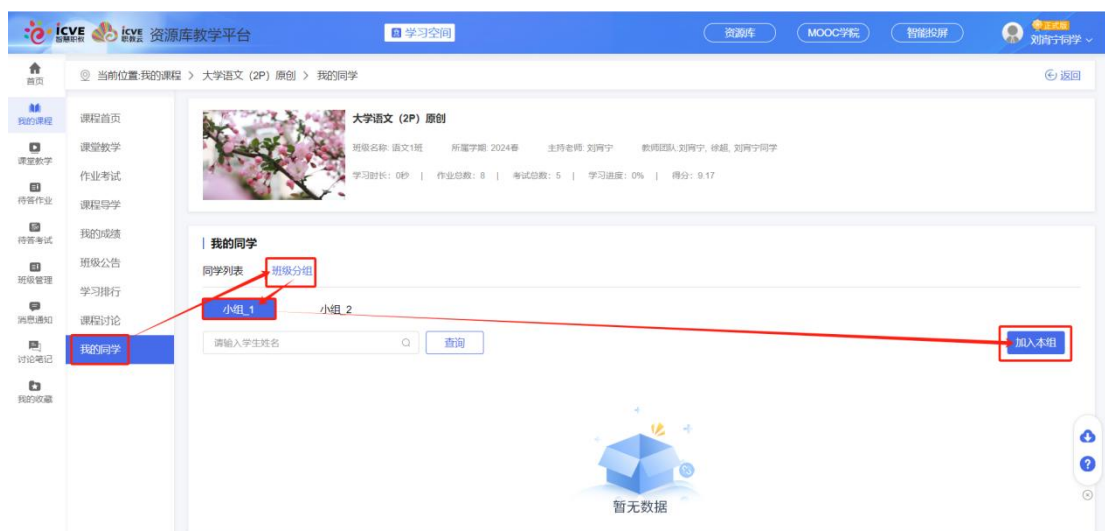 icve 智慧职教 icve 职教云 资源库教学平台 学习空间 资源库 MOOC学院 智能投屏 正式版 刘宵宁同学
首页
当前位置:我的课程 > 大学语文（2P）原创 > 我的同学 返回
我的课程
课堂教学
待答作业
待答考试
班级管理
消息通知
讨论笔记
我的收藏
课程首页
课堂教学
作业考试
课程导学
我的成绩
班级公告
学习排行
课程讨论
我的同学
大学语文（2P）原创
班级名称: 语文1班 所属学期: 2024春 主持老师: 刘宵宁 教师团队: 刘宵宁, 徐超, 刘宵宁同学
学习时长：0秒 | 作业总数：8 | 考试总数：5 | 学习进度：0% | 得分：9.17
我的同学
同学列表 班级分组
小组_1 小组_2
请输入学生姓名 查询 加入本组
暂无数据